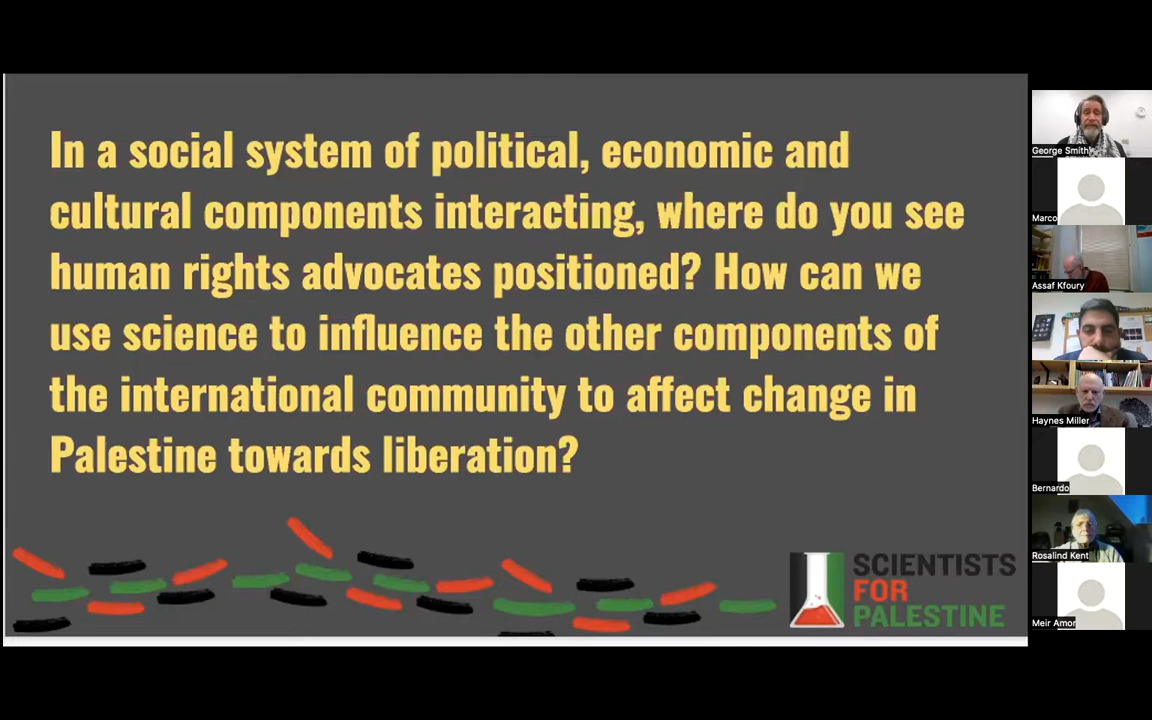 In a social system of political, economic and
cultural components interacting, where do you see
human rights advocates positioned? How can we
use science to influence the other components of
the international community to affect change in
Palestine towards liberation?
SCIENTISTS
FOR
PALESTINE
George Smith
Marco
Assaf Kfoury
Haynes Miller
Bernardo
Rosalind Kent
Meir Amor